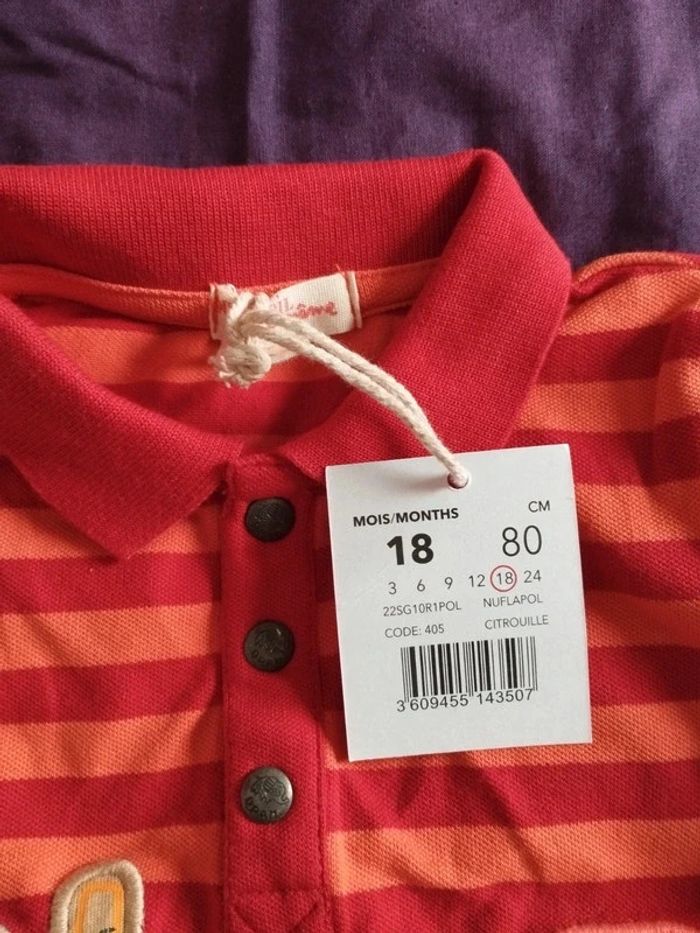 MOIS/MONTHS
CM
18
80
3 6 9 12 18 24
22SG10R1POL
NUFLAPOL
CODE: 405
CITROUILLE
3 609455 143507